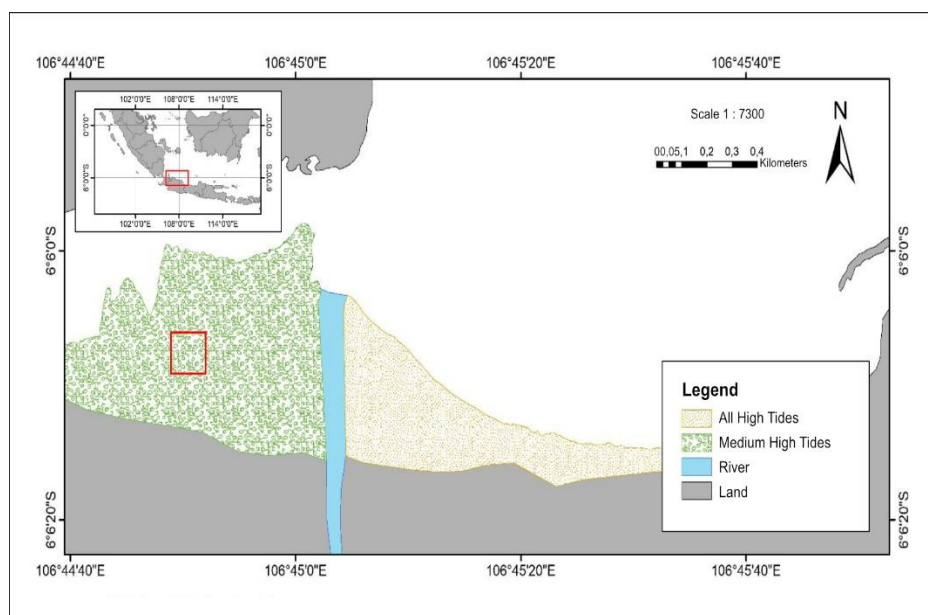 106°44'40"E 106°45'0"E 106°45'20"E 106°45'40"E
102°0'0"E 108°0'0"E 114°0'0"E
0°0'0" 0°0'0"
6°0'0"S 6°0'0"S
102°0'0"E 108°0'0"E 114°0'0"E
Scale 1 : 7300
00,05,1 0,2 0,3 0,4
Kilometers
N
6°6'0"S 6°6'0"S
Legend
All High Tides
Medium High Tides
River
Land
6°6'20"S 6°6'20"S
106°44'40"E 106°45'0"E 106°45'20"E 106°45'40"E